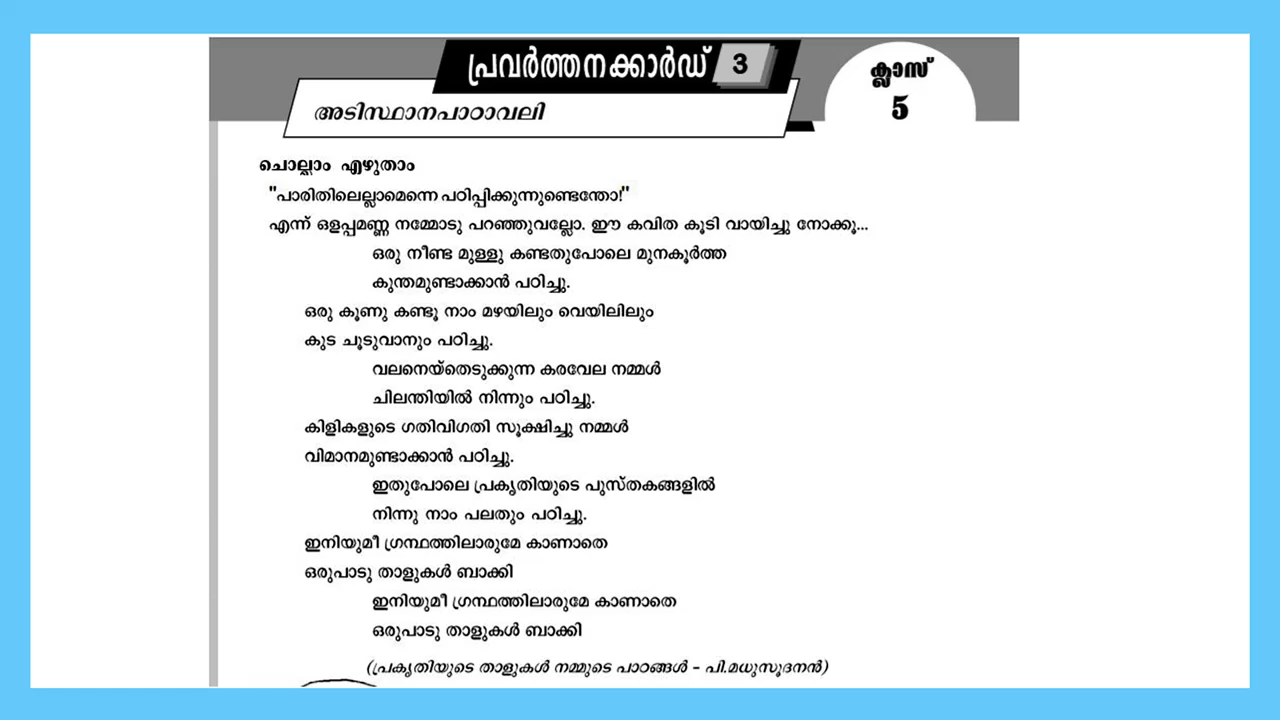 പ്രവർത്തനക്കാർഡ് 3
ക്ലാസ്
5
അടിസ്ഥാനപാഠാവലി
ചൊല്ലാം എഴുതാം
"പാരിതിലെല്ലാമെന്നെ പഠിപ്പിക്കുന്നുണ്ടെന്തോ!"
എന്ന് ഒളപ്പമണ്ണ നമ്മോടു പറഞ്ഞുവല്ലോ. ഈ കവിത കൂടി വായിച്ചു നോക്കൂ...
ഒരു നീണ്ട മുള്ളു കണ്ടതുപോലെ മുനകൂർത്ത
കുന്തമുണ്ടാക്കാൻ പഠിച്ചു.
ഒരു കൂണു കണ്ടൂ നാം മഴയിലും വെയിലിലും
കുട ചൂടുവാനും പഠിച്ചു.
വലനെയ്തെടുക്കുന്ന കരവേല നമ്മൾ
ചിലന്തിയിൽ നിന്നും പഠിച്ചു.
കിളികളുടെ ഗതിവിഗതി സൂക്ഷിച്ചു നമ്മൾ
വിമാനമുണ്ടാക്കാൻ പഠിച്ചു.
ഇതുപോലെ പ്രകൃതിയുടെ പുസ്തകങ്ങളിൽ
നിന്നു നാം പലതും പഠിച്ചു.
ഇനിയുമീ ഗ്രന്ഥത്തിലാരുമേ കാണാതെ
ഒരുപാടു താളുകൾ ബാക്കി
ഇനിയുമീ ഗ്രന്ഥത്തിലാരുമേ കാണാതെ
ഒരുപാടു താളുകൾ ബാക്കി
(പ്രകൃതിയുടെ താളുകൾ നമ്മുടെ പാഠങ്ങൾ - പി.മധുസൂദനൻ)